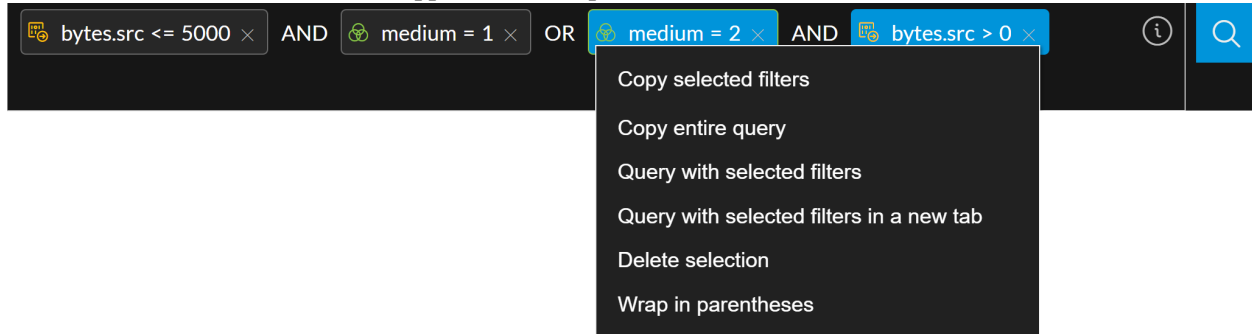 bytes.src <= 5000 × AND medium = 1 × OR medium = 2 × AND bytes.src > 0 ×
Copy selected filters
Copy entire query
Query with selected filters
Query with selected filters in a new tab
Delete selection
Wrap in parentheses